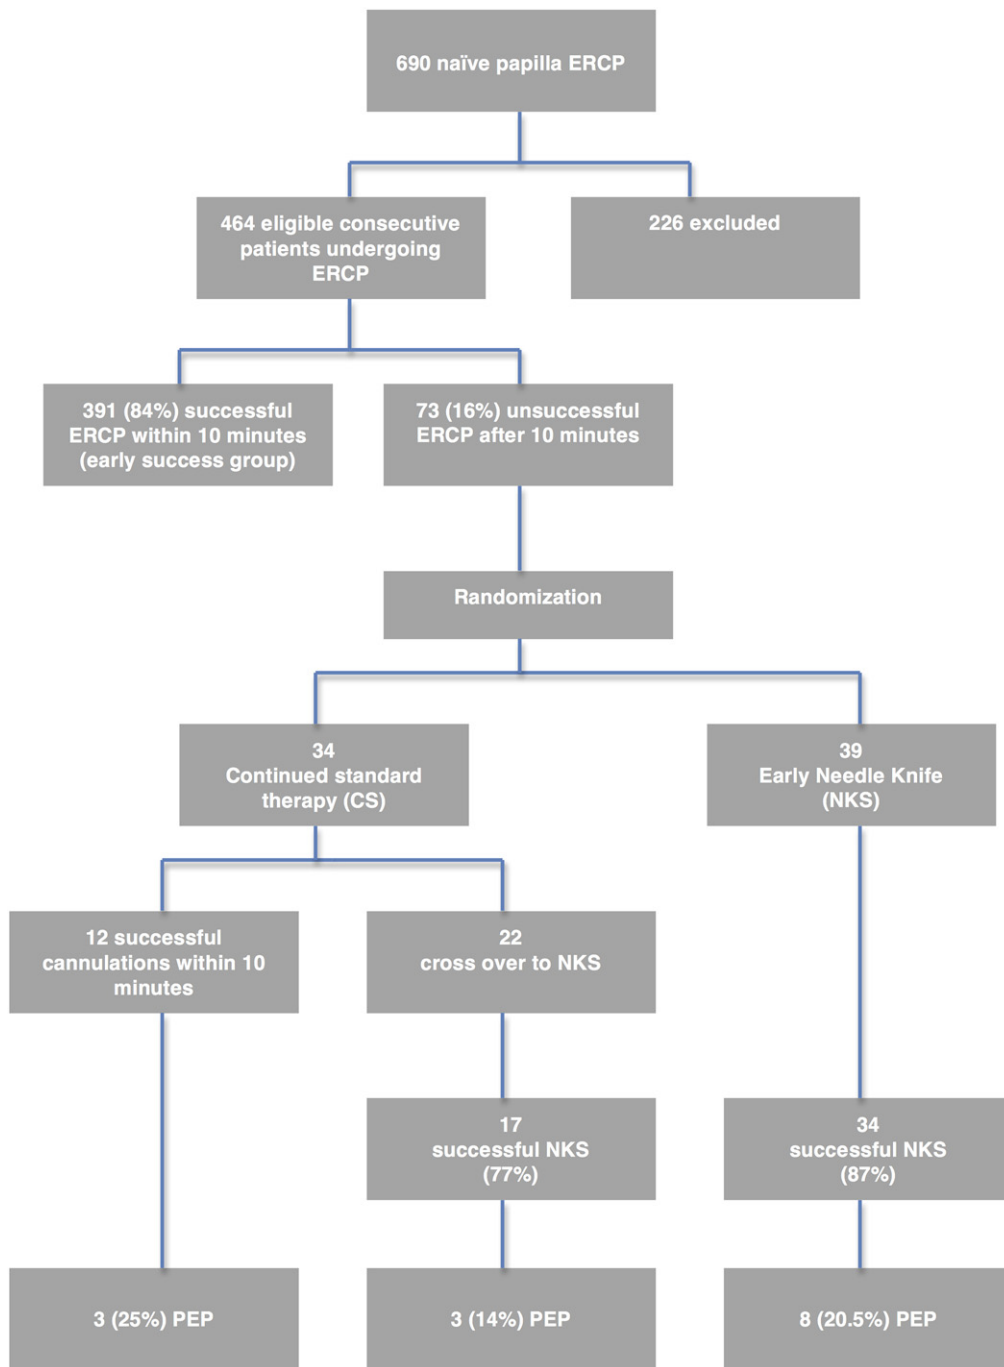 690 naïve papilla ERCP
464 eligible consecutive
patients undergoing
ERCP
226 excluded
391 (84%) successful
ERCP within 10 minutes
(early success group)
73 (16%) unsuccessful
ERCP after 10 minutes
Randomization
34
Continued standard
therapy (CS)
39
Early Needle Knife
(NKS)
12 successful
cannulations within 10
minutes
22
cross over to NKS
17
successful NKS
(77%)
34
successful NKS
(87%)
3 (25%) PEP
3 (14%) PEP
8 (20.5%) PEP